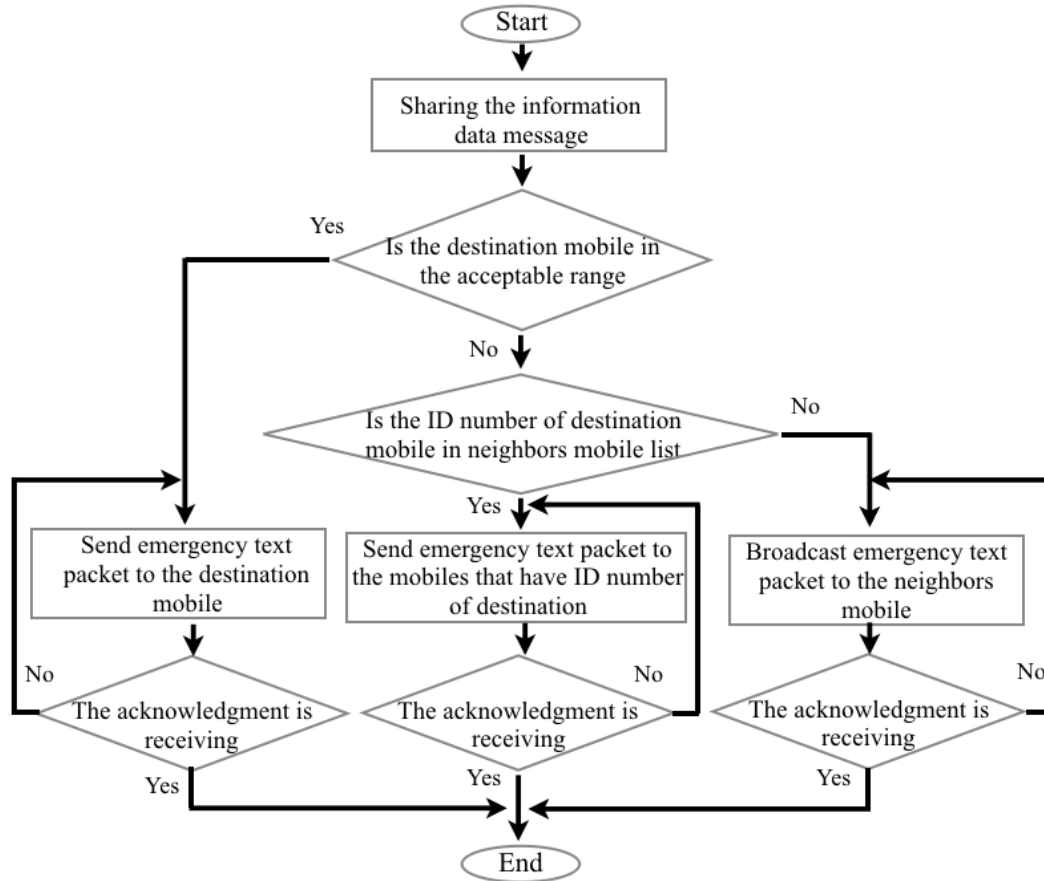 Start
Sharing the information
data message
Yes
Is the destination mobile in
the acceptable range
No
Is the ID number of destination
mobile in neighbors mobile list
No
Yes
Send emergency text
packet to the destination
mobile
Send emergency text packet to
the mobiles that have ID number
of destination
Broadcast emergency text
packet to the neighbors
mobile
No
The acknowledgment is
receiving
No
The acknowledgment is
receiving
No
The acknowledgment is
receiving
Yes
Yes
Yes
End